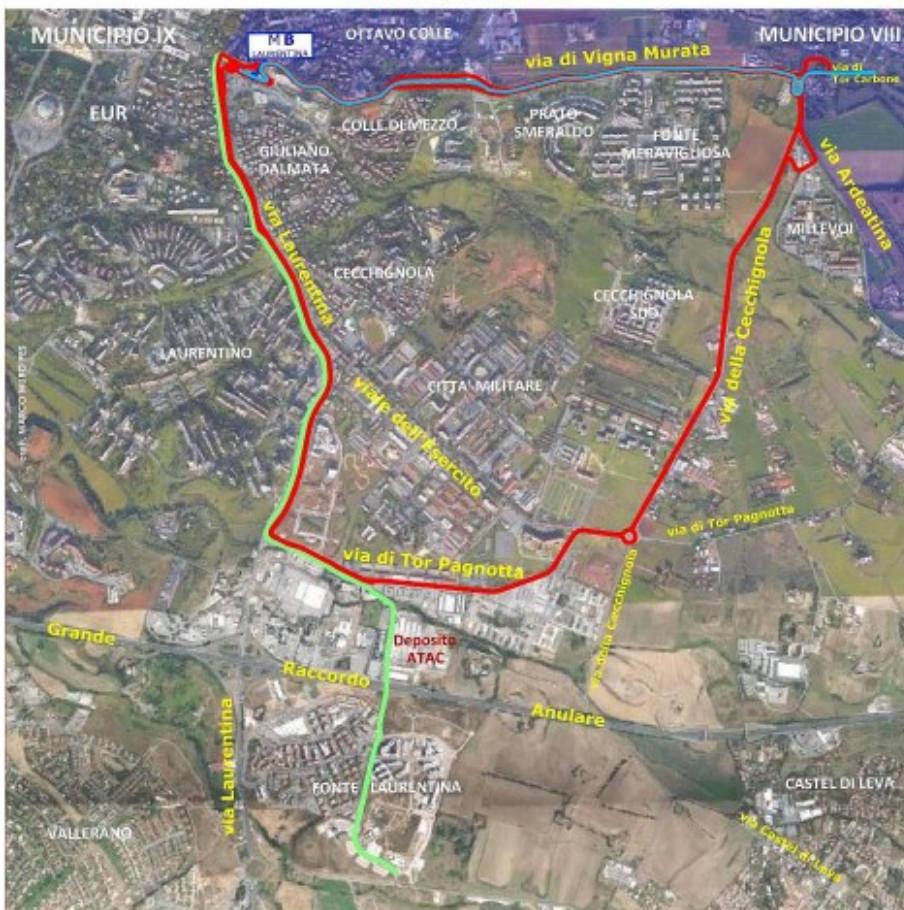 MUNICIPIO IX
M B
LAURENTINA
OTTAVO COLLE
MUNICIPIO VIII
via di Vigna Murata
via di
Tor Carbone
EUR
COLLE DI MEZZO
PRATO
SMERALDO
FONTE
MERAVIGLIOSA
GIULIANO
DALMATA
via Ardeatina
via Laurentina
MILLEVOI
CECCHIGNOLA
CECCHIGNOLA
SDO
via della Cecchignola
LAURENTINO
CITTA' MILITARE
viale dell'Esercito
via di Tor Pagnotta
via di Tor Pagnotta
via della Cecchignola
Grande
Deposito
ATAC
Raccordo
Anulare
via Laurentina
FONTE LAURENTINA
CASTEL DI LEVA
VALLERANO
via Castel di Leva